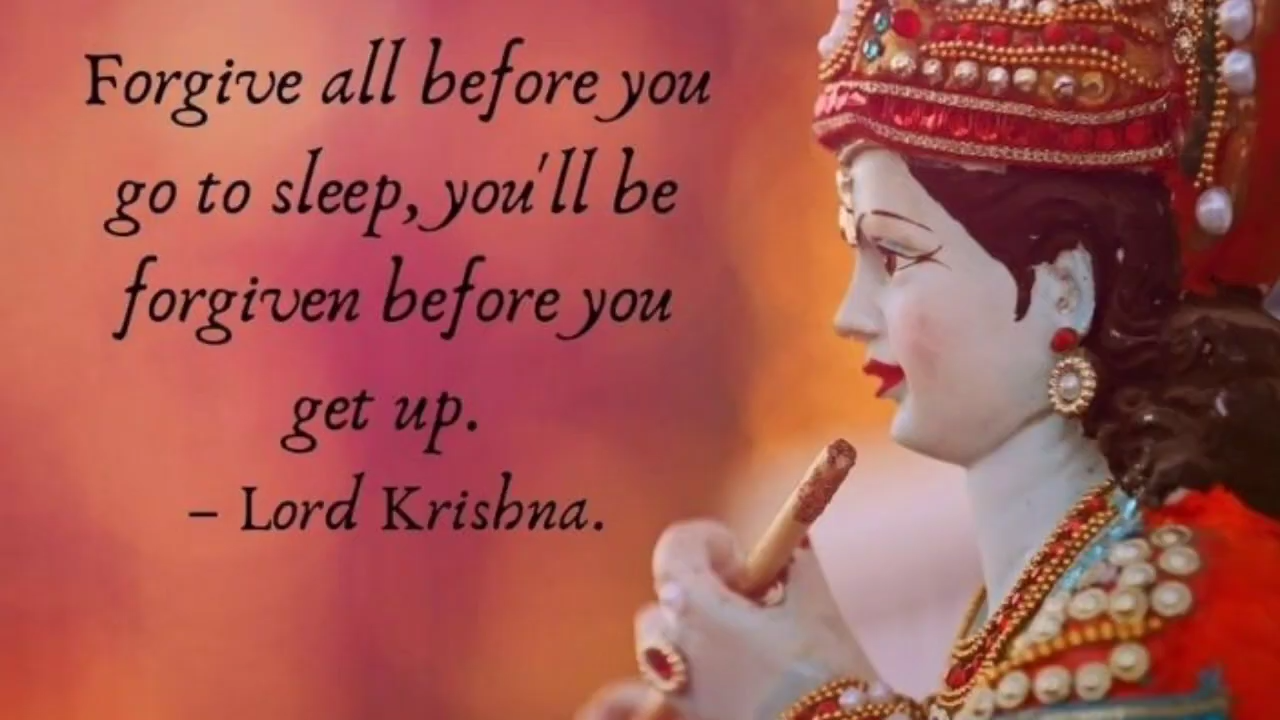 Forgive all before you
go to sleep, you'll be
forgiven before you
get up.
– Lord Krishna.